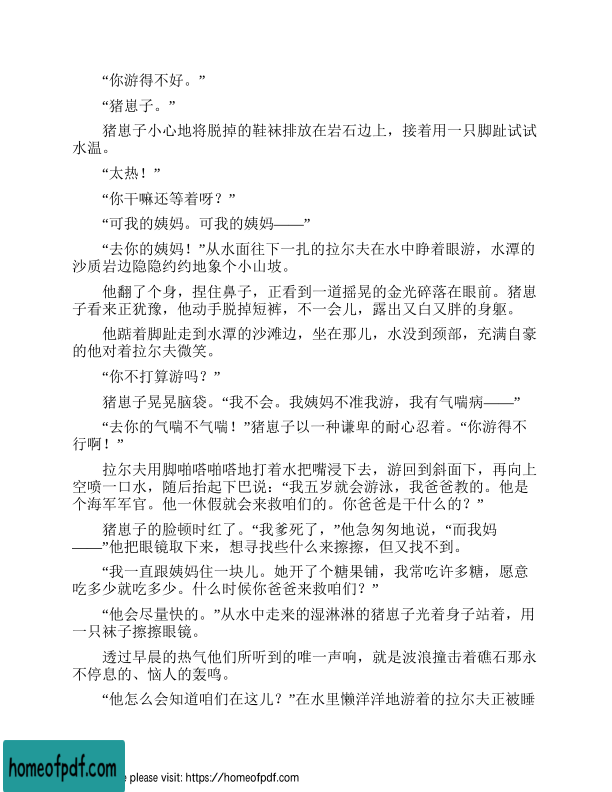 “你游得不好。”
“猪崽子。”
猪崽子小心地将脱掉的鞋袜排放在岩石边上，接着用一只脚趾试试
水温。
“太热！”
“你干嘛还等着呀？”
“可我的姨妈。可我的姨妈——”
“去你的姨妈！”从水面往下一扎的拉尔夫在水中睁着眼游，水潭的
沙质岩边隐隐约约地象个小山坡。
他翻了个身，捏住鼻子，正看到一道摇晃的金光碎落在眼前。猪崽
子看来正犹豫，他动手脱掉短裤，不一会儿，露出又白又胖的身躯。
他踮着脚趾走到水潭的沙滩边，坐在那儿，水没到颈部，充满自豪
的他对着拉尔夫微笑。
“你不打算游吗？”
猪崽子晃晃脑袋。“我不会。我姨妈不准我游，我有气喘病——”
“去你的气喘不气喘！”猪崽子以一种谦卑的耐心忍着。“你游得不
行啊！”
拉尔夫用脚啪嗒啪嗒地打着水把嘴浸下去，游回到斜面下，再向上
空喷一口水，随后抬起下巴说：“我五岁就会游泳，我爸爸教的。他是
个海军军官。他一休假就会来救咱们的。你爸爸是干什么的？”
猪崽子的脸顿时红了。“我爹死了，”他急匆匆地说，“而我妈
——”他把眼镜取下来，想寻找些什么来擦擦，但又找不到。
“我一直跟姨妈住一块儿。她开了个糖果铺，我常吃许多糖，愿意
吃多少就吃多少。什么时候你爸爸来救咱们？”
“他会尽量快的。”从水中走来的湿淋淋的猪崽子光着身子站着，用
一只袜子擦擦眼镜。
透过早晨的热气他们所听到的唯一声响，就是波浪撞击着礁石那永
不停息的、恼人的轰鸣。
“他怎么会知道咱们在这儿？”在水里懒洋洋地游着的拉尔夫正被睡
homeofpdf.com
e please visit: https://homeofpdf.com